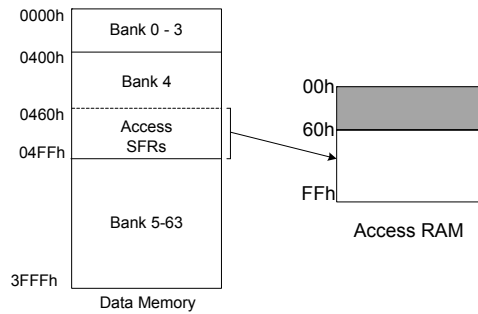 0000h
Bank 0 - 3
0400h
Bank 4
0460h
Access
SFRs
04FFh
Bank 5-63
3FFFh
Data Memory
00h
60h
FFh
Access RAM